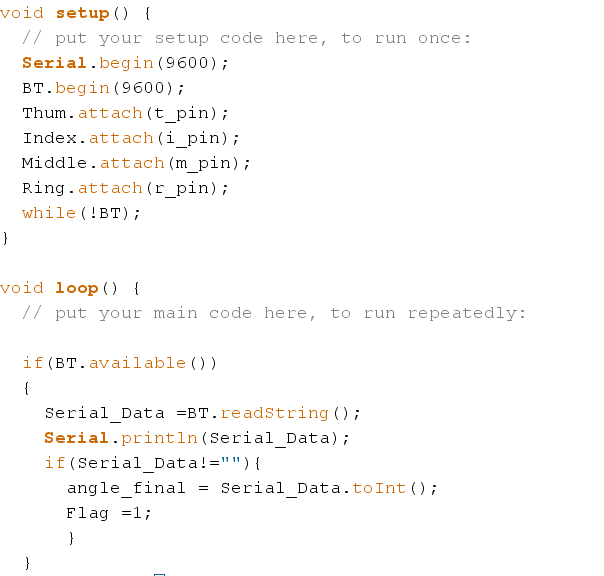 void setup() {
  // put your setup code here, to run once:
  Serial.begin(9600);
  BT.begin(9600);
  Thum.attach(t_pin);
  Index.attach(i_pin);
  Middle.attach(m_pin);
  Ring.attach(r_pin);
  while(!BT);
}

void loop() {
  // put your main code here, to run repeatedly:

  if(BT.available())
  {
    Serial_Data =BT.readString();
    Serial.println(Serial_Data);
    if(Serial_Data!=""){
      angle_final = Serial_Data.toInt();
      Flag =1;
      }
  }